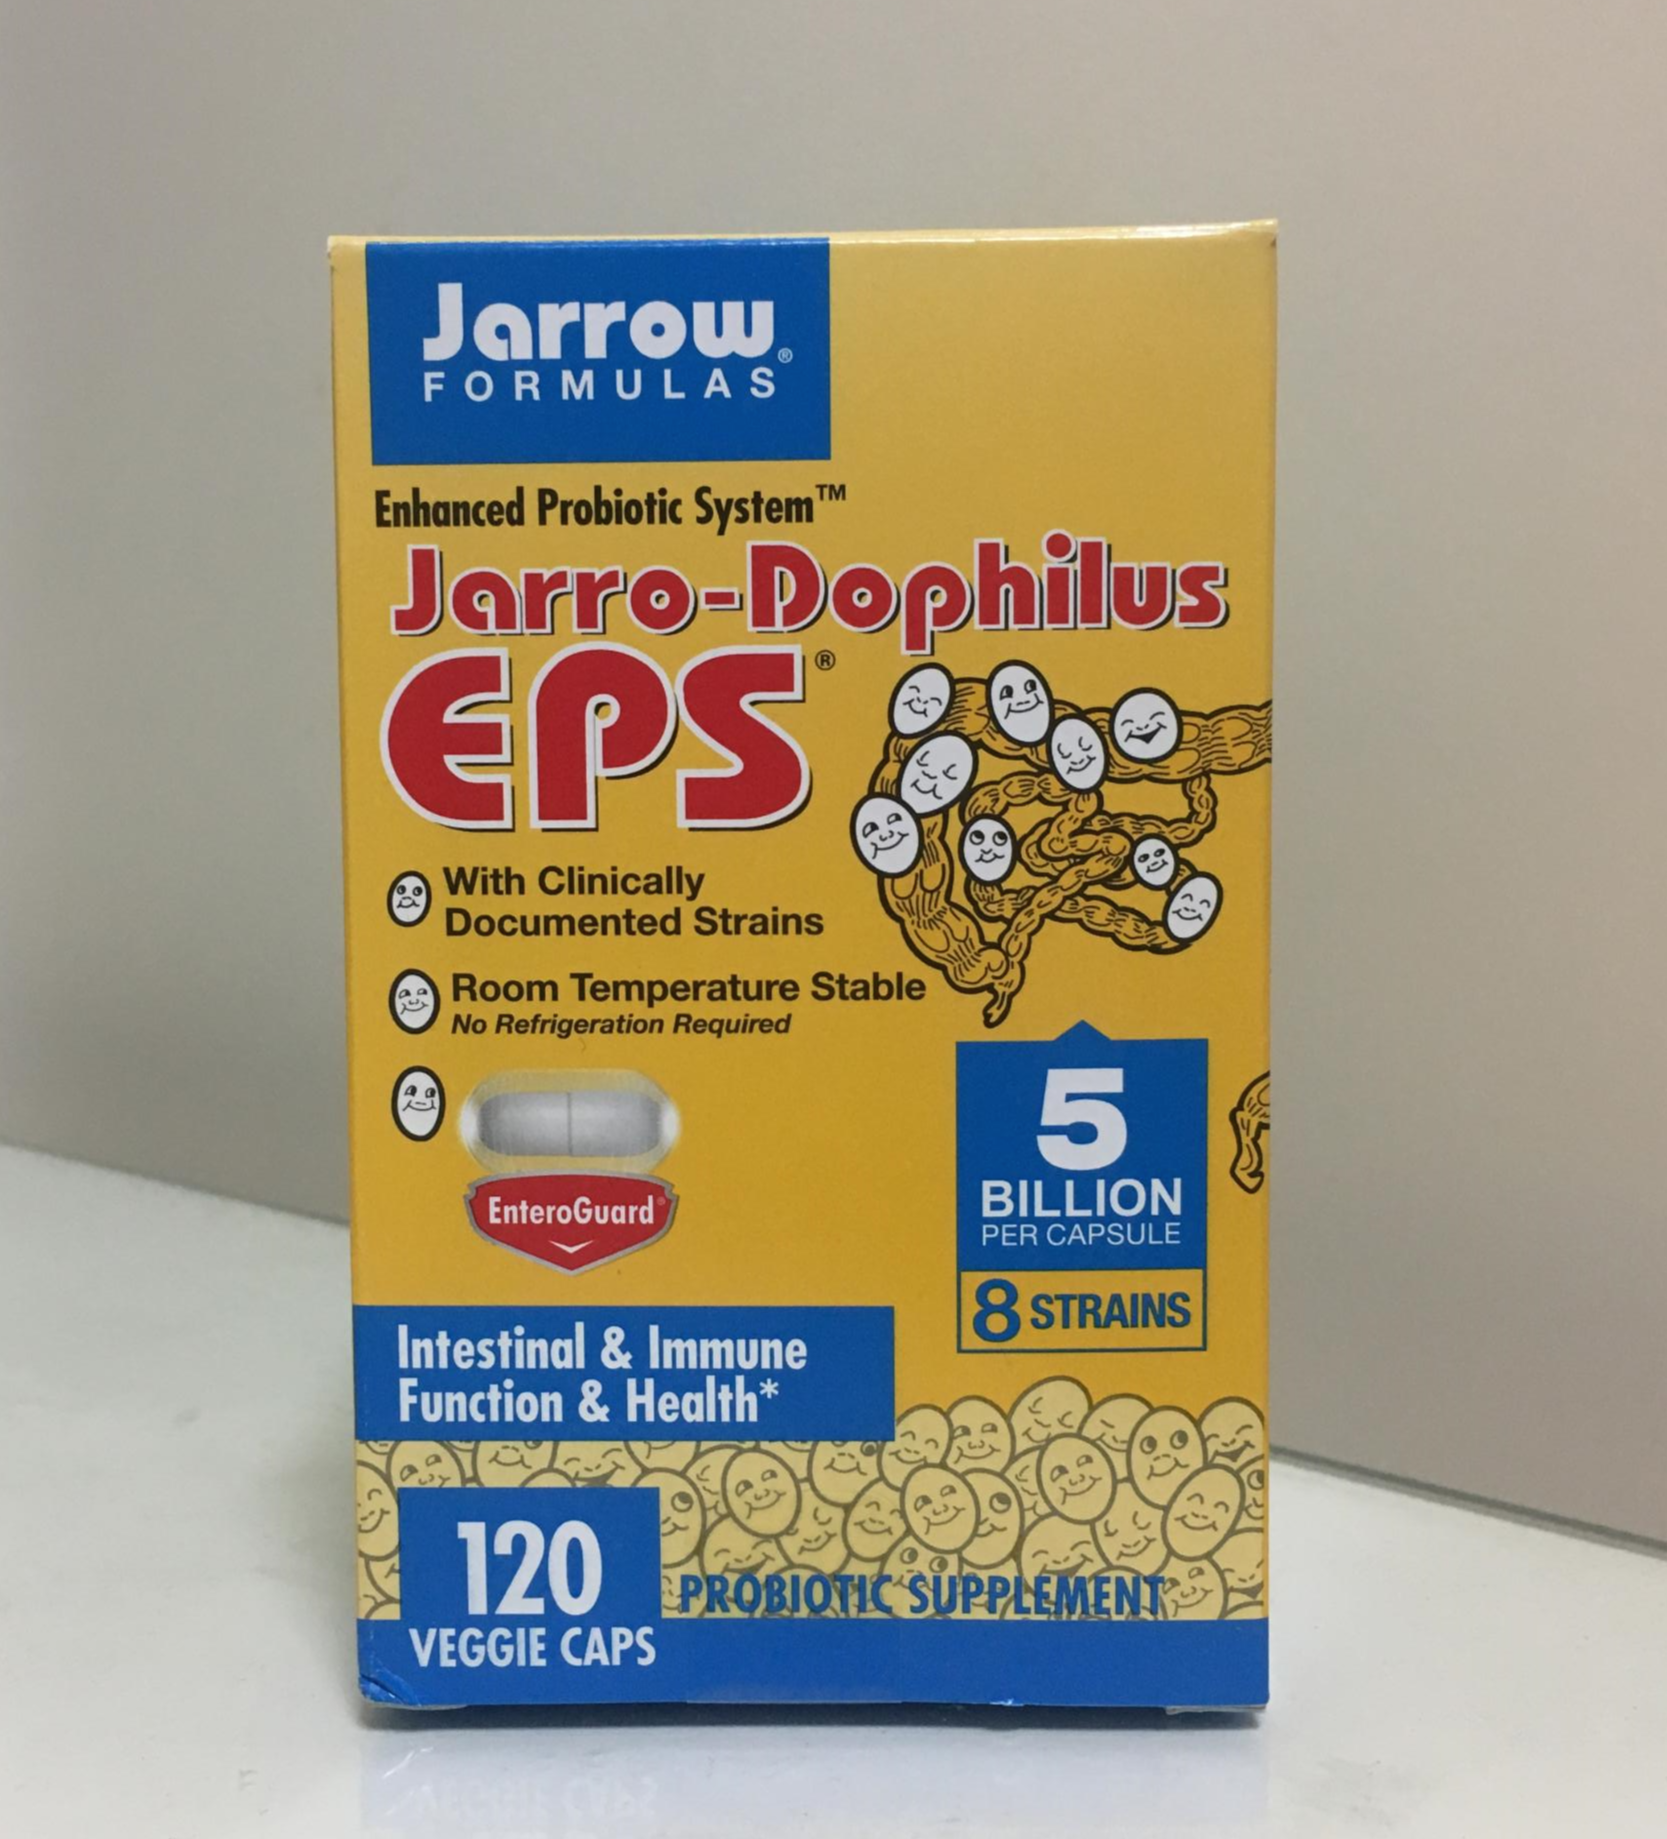 Jarrow®
FORMULAS
Enhanced Probiotic System™
Jarro-Dophilus
EPS®
With Clinically
Documented Strains
Room Temperature Stable
No Refrigeration Required
EnteroGuard®
5
BILLION
PER CAPSULE
8 STRAINS
Intestinal & Immune
Function & Health*
120
VEGGIE CAPS
PROBIOTIC SUPPLEMENT